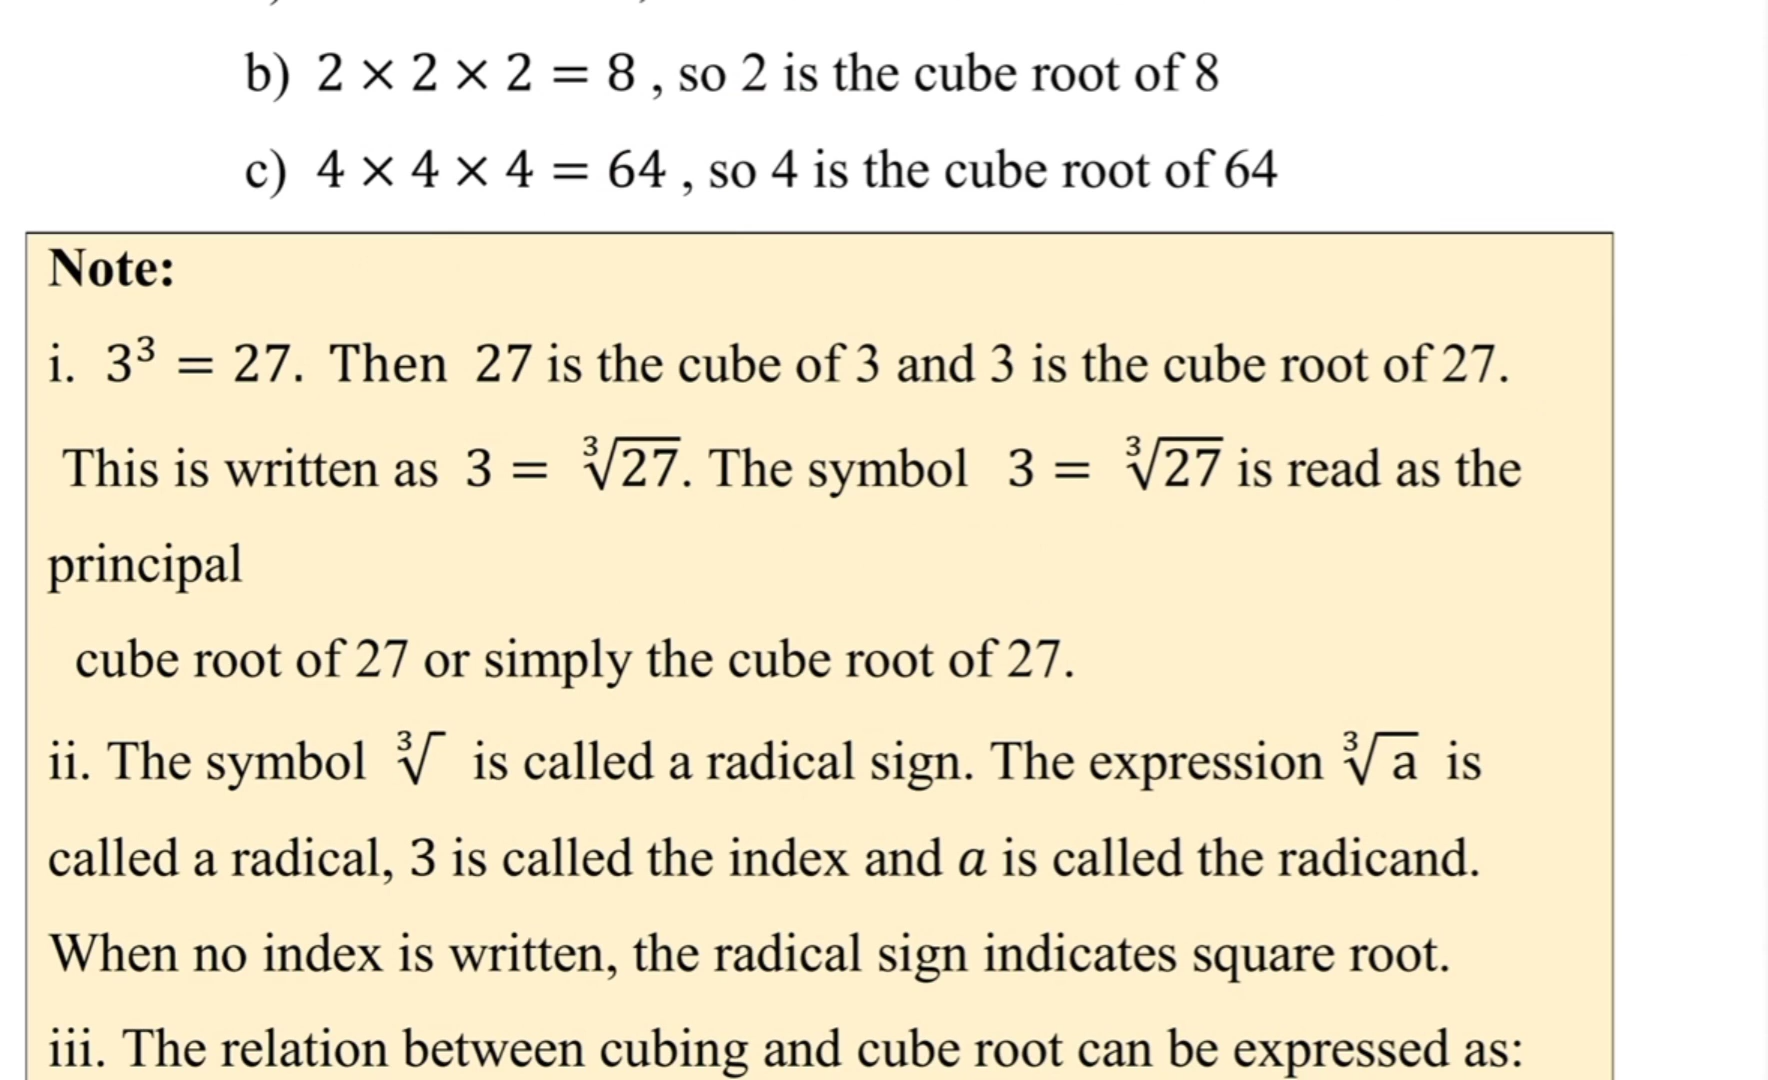 b) 2 × 2 × 2 = 8 , so 2 is the cube root of 8
c) 4 × 4 × 4 = 64 , so 4 is the cube root of 64
Note:
i. 3³ = 27. Then 27 is the cube of 3 and 3 is the cube root of 27.
This is written as 3 = ∛27. The symbol 3 = ∛27 is read as the
principal
cube root of 27 or simply the cube root of 27.
ii. The symbol ∛ is called a radical sign. The expression ∛a is
called a radical, 3 is called the index and a is called the radicand.
When no index is written, the radical sign indicates square root.
iii. The relation between cubing and cube root can be expressed as: